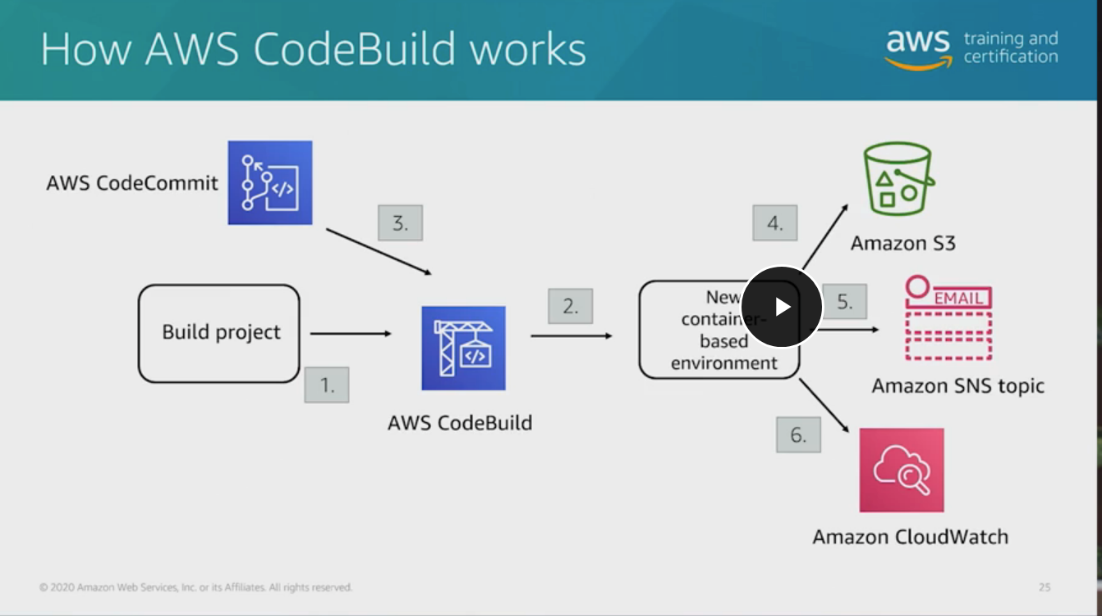 How AWS CodeBuild works
aws training and
certification
AWS CodeCommit
</>
3.
4.
Amazon S3
Build project
1.
</>
AWS CodeBuild
2.
New
container-
based
environment
5.
EMAIL
Amazon SNS topic
6.
Amazon CloudWatch
© 2020 Amazon Web Services, Inc. or its Affiliates. All rights reserved.
25